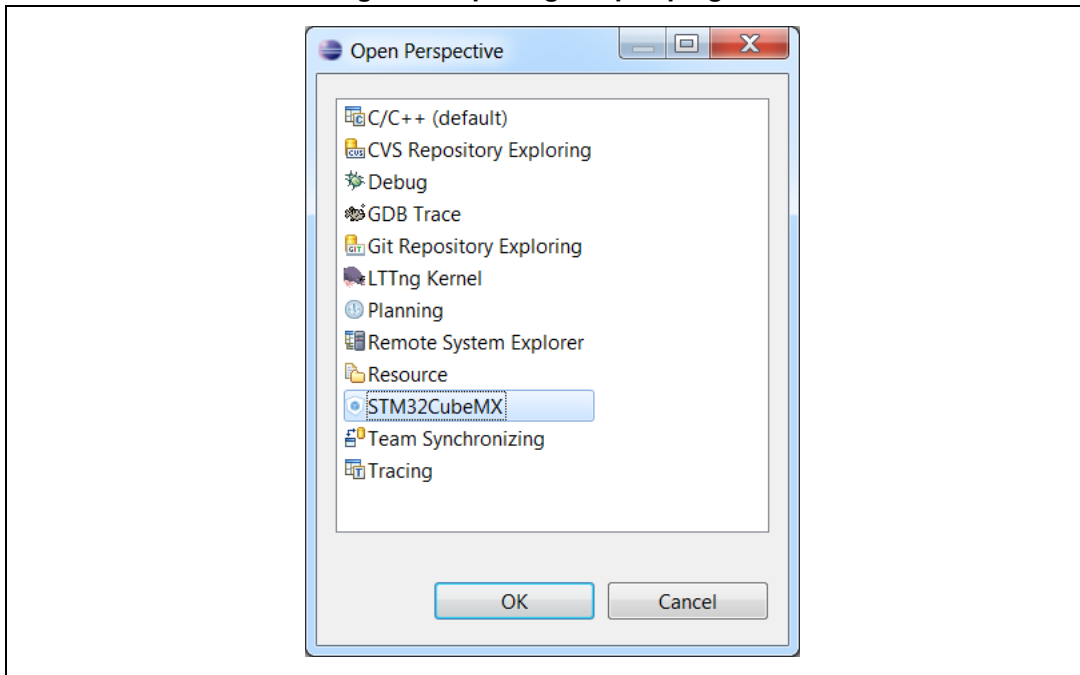 Open Perspective
C/C++ (default)
CVS Repository Exploring
Debug
GDB Trace
Git Repository Exploring
LTTng Kernel
Planning
Remote System Explorer
Resource
STM32CubeMX
Team Synchronizing
Tracing
OK
Cancel